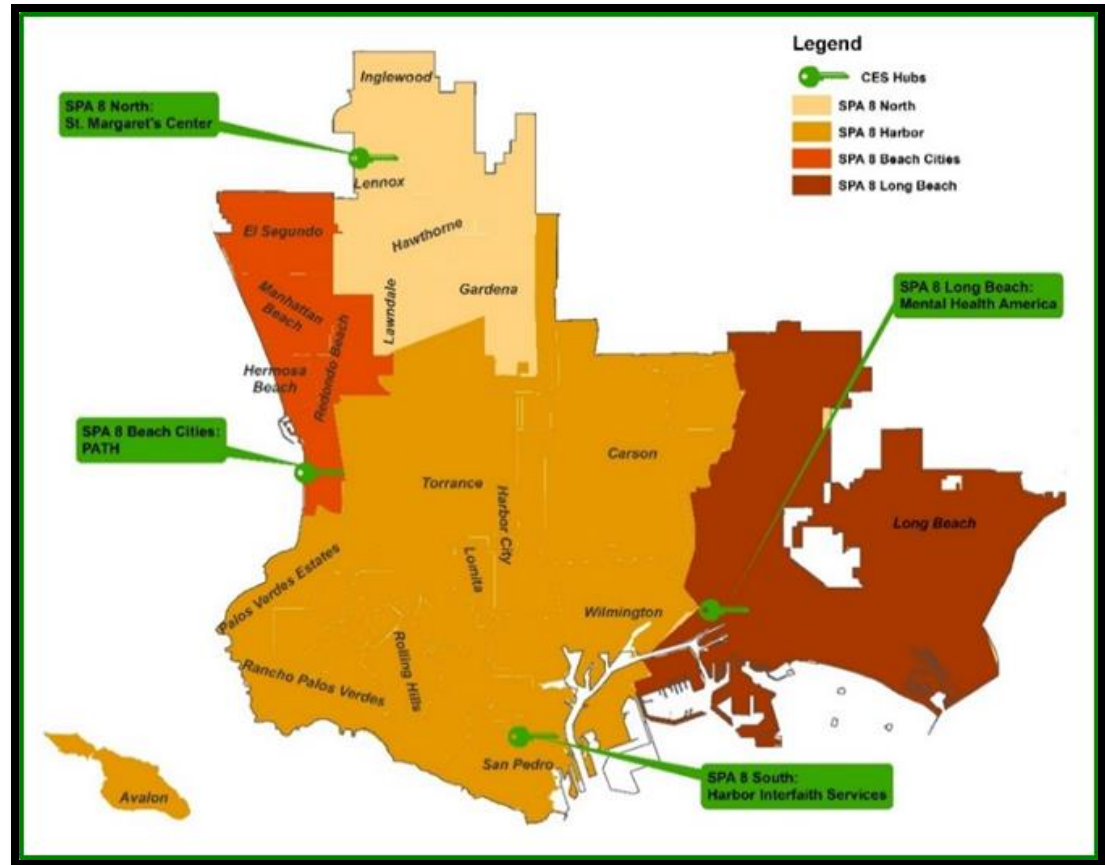 Legend
CES Hubs
SPA 8 North
SPA 8 Harbor
SPA 8 Beach Cities
SPA 8 Long Beach
Inglewood
SPA 8 North:
St. Margaret's Center
Lennox
El Segundo
Hawthorne
Manhattan
Beach
Lawndale
Gardena
SPA 8 Long Beach:
Mental Health America
Hermosa
Beach
Redondo Beach
SPA 8 Beach Cities:
PATH
Torrance
Harbor City
Carson
Long Beach
Lomita
Palos Verdes Estates
Wilmington
Rolling Hills
Rancho Palos Verdes
San Pedro
SPA 8 South:
Harbor Interfaith Services
Avalon